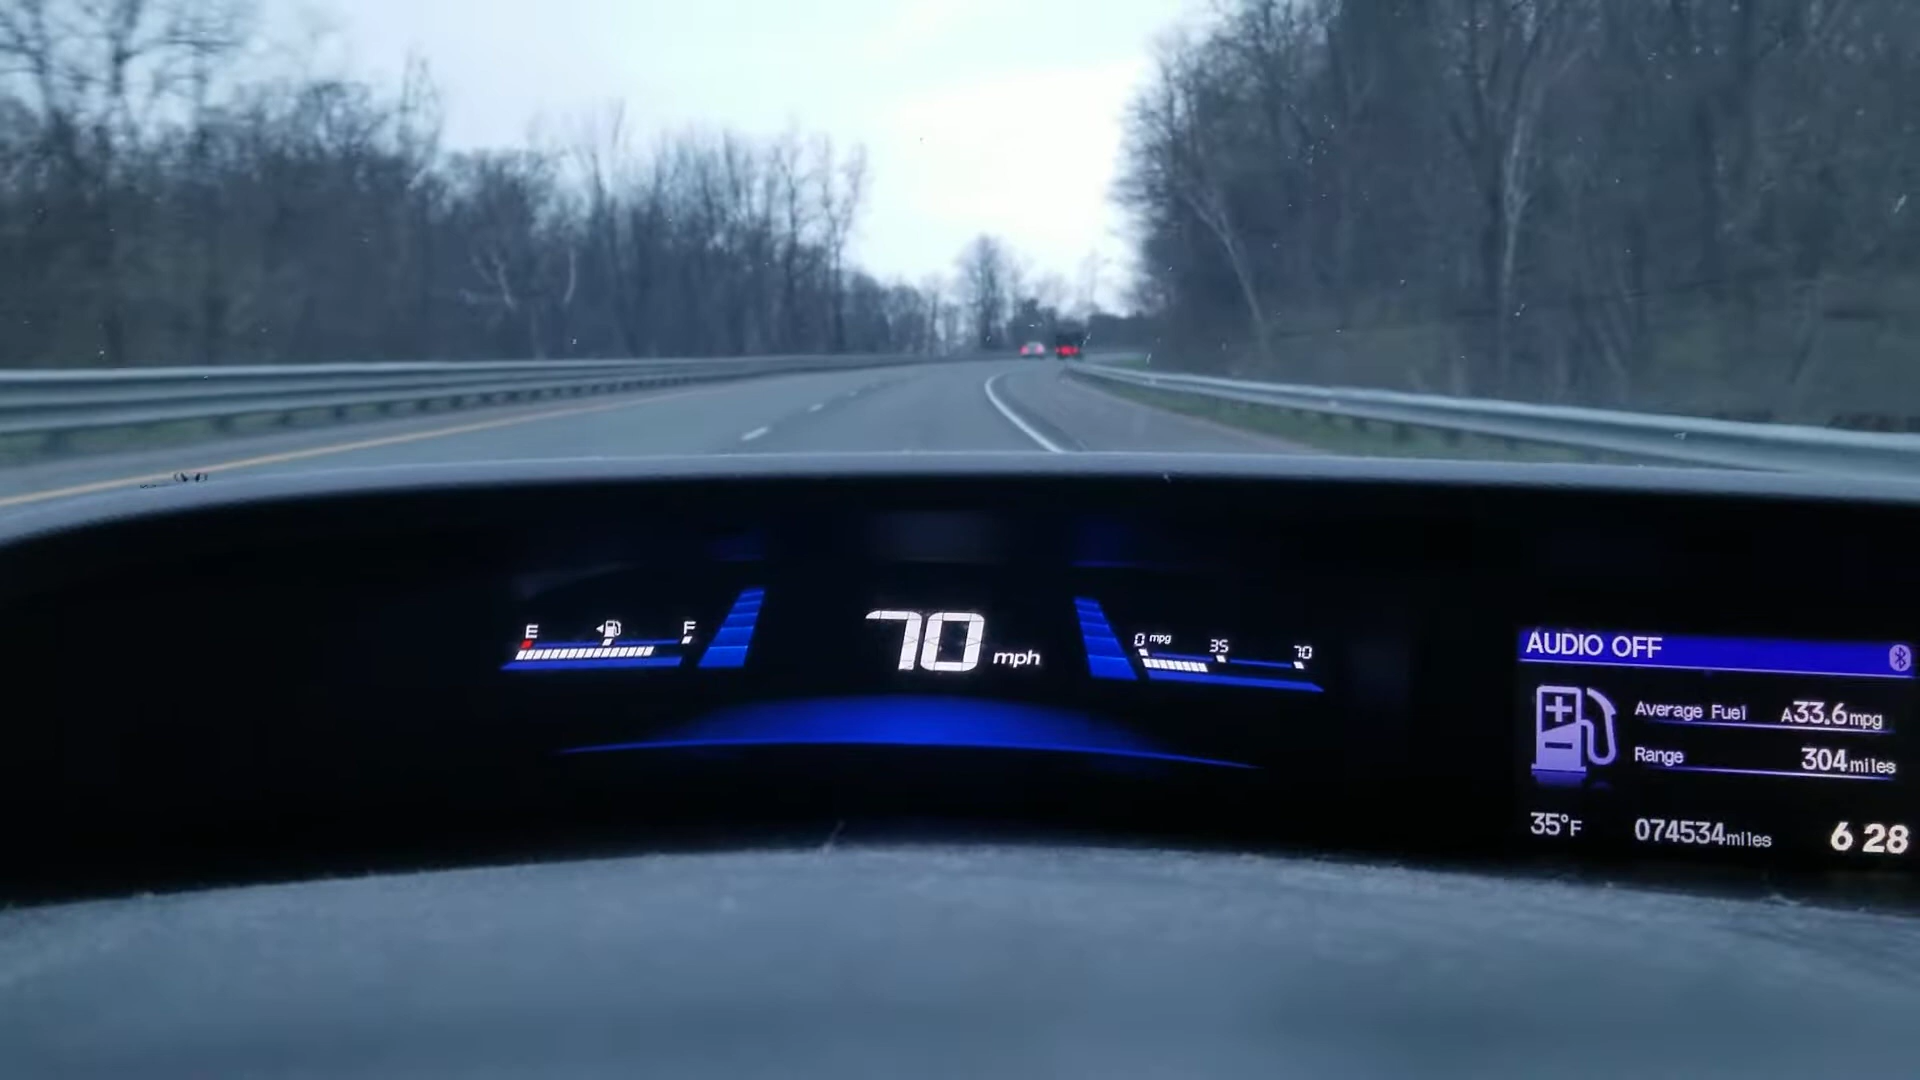 E F
70 mph
0 mpg 35 70
AUDIO OFF
Average Fuel A33.6mpg
Range 304miles
35°F 074534miles 6 28